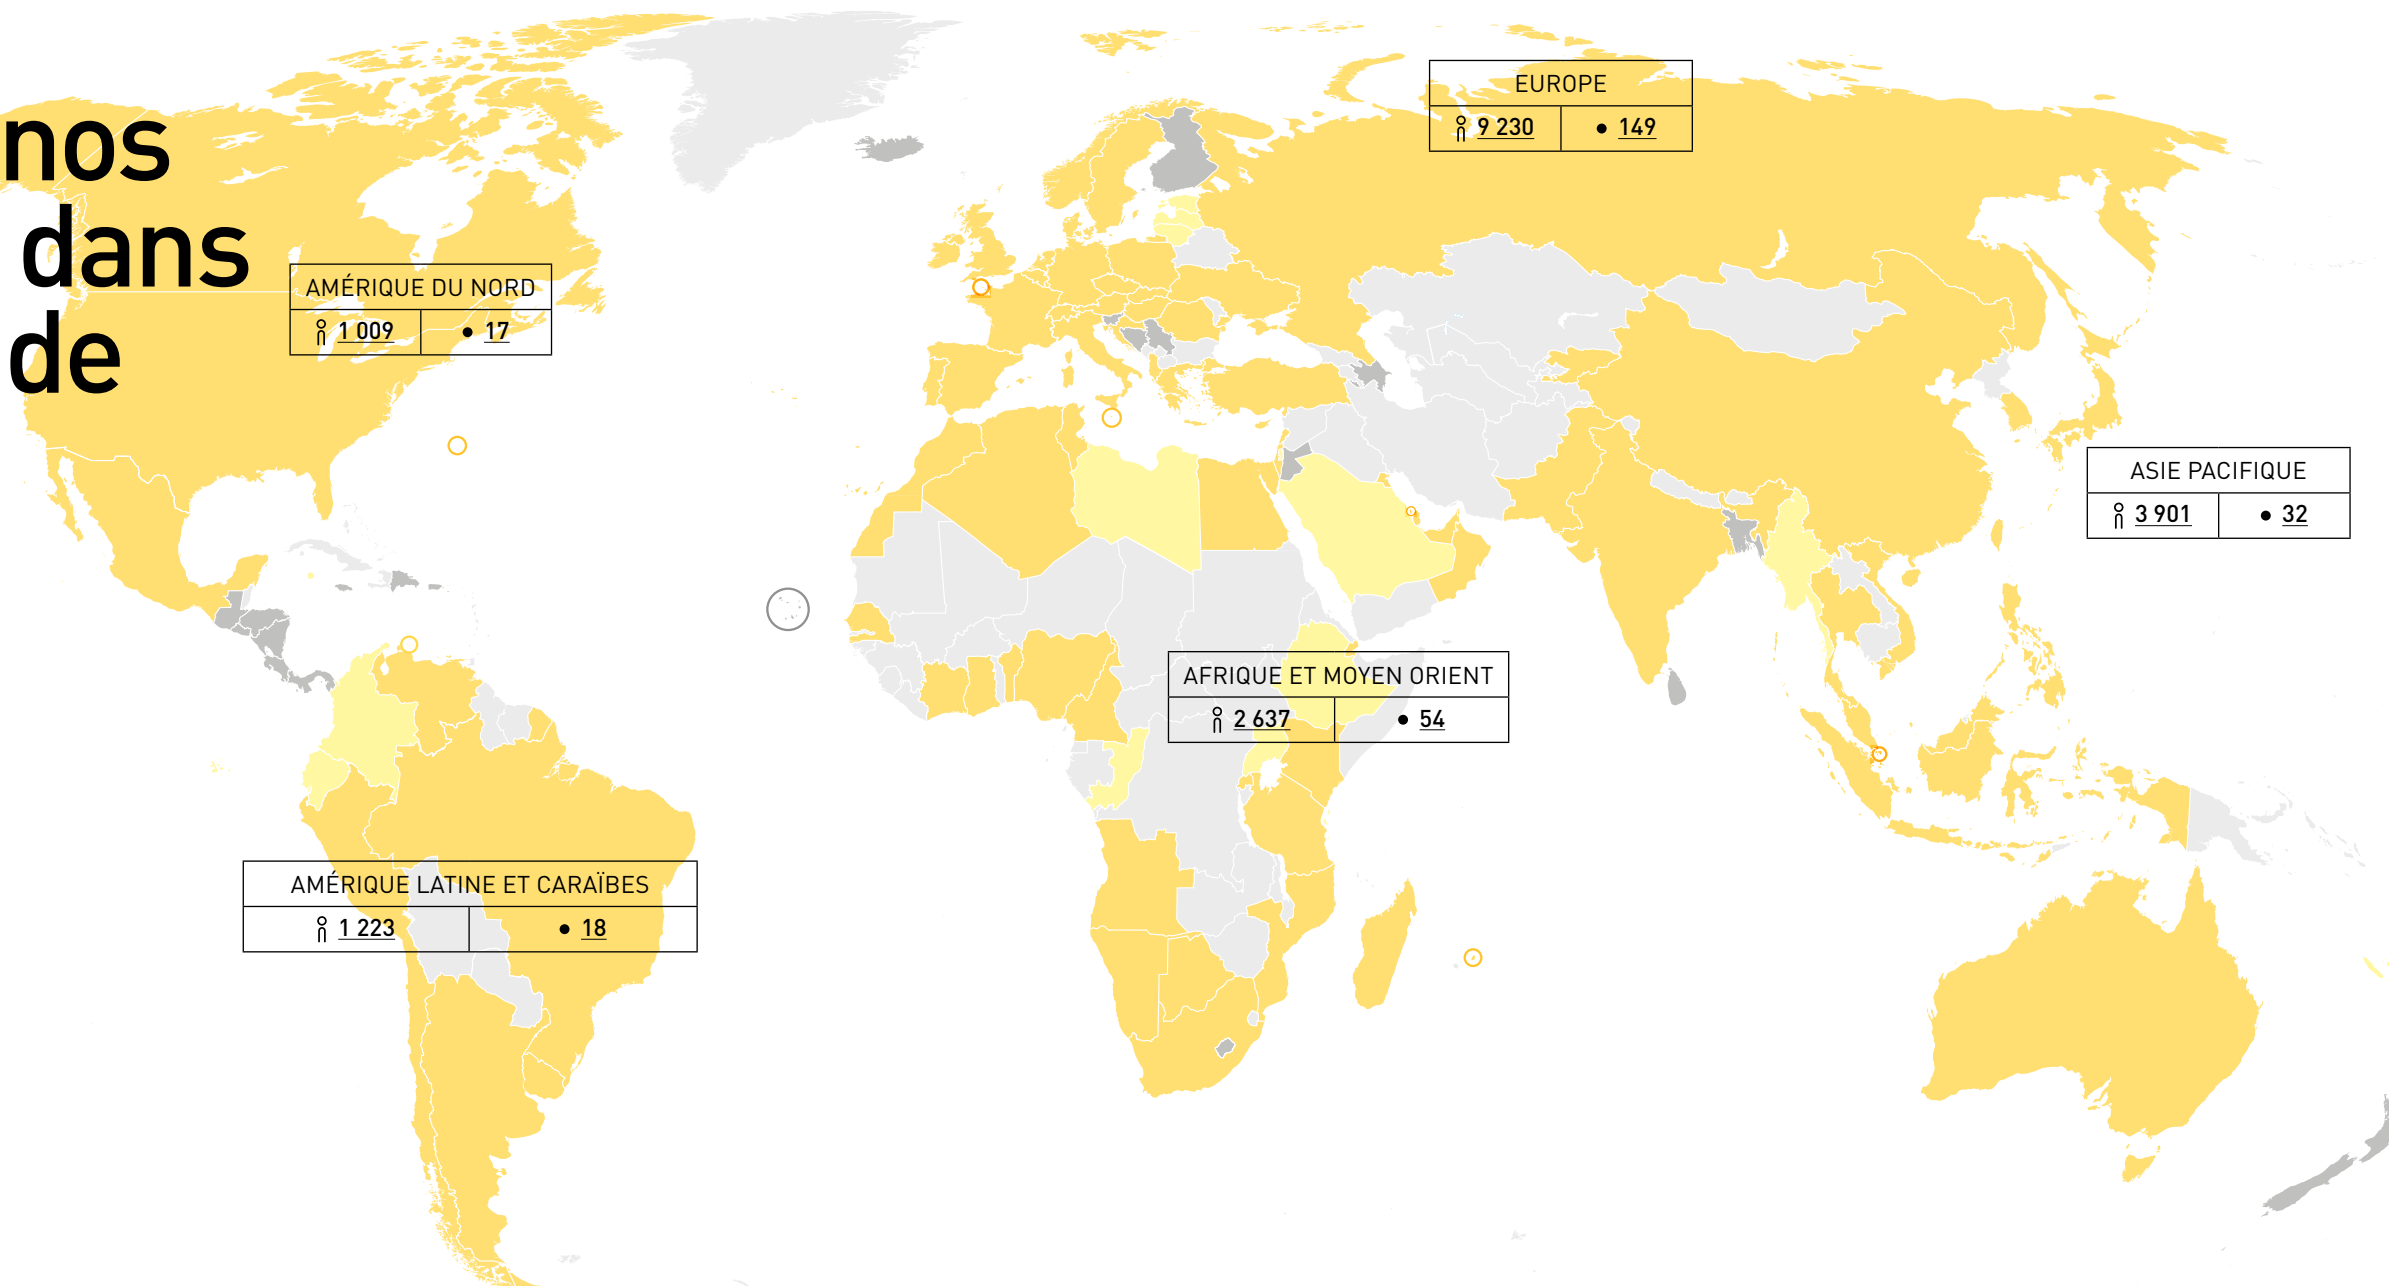 nos
dans
de
EUROPE
9 230 • 149
AMÉRIQUE DU NORD
1 009 • 17
ASIE PACIFIQUE
3 901 • 32
AFRIQUE ET MOYEN ORIENT
2 637 • 54
AMÉRIQUE LATINE ET CARAÏBES
1 223 • 18